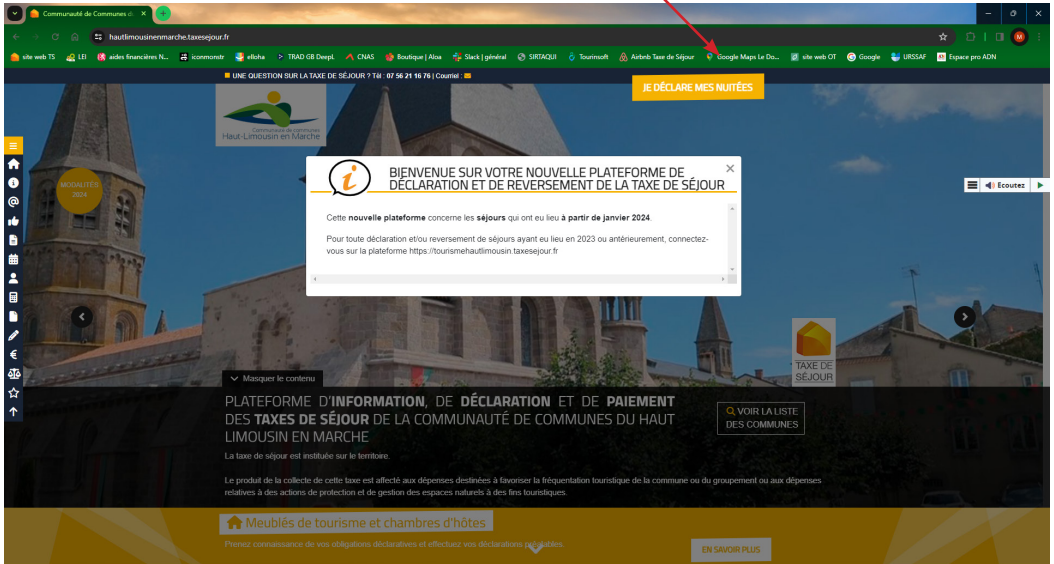 Communauté de Communes d
hautlimousinenmarche.taxesejour.fr
site web TS
LEI
aides financières N...
iconmonstr
elloha
TRAD GB DeepL
CNAS
Boutique | Aloa
Slack | général
SIRTAQUI
Tourinsoft
Airbnb Taxe de Séjour
Google Maps Le Do...
site web OT
Google
URSSAF
Espace pro ADN
UNE QUESTION SUR LA TAXE DE SÉJOUR ? Tél : 07 56 21 16 76 | Courriel :
JE DÉCLARE MES NUITÉES
Communauté de communes
Haut-Limousin en Marche
MODALITÉS
2024
BIENVENUE SUR VOTRE NOUVELLE PLATEFORME DE
DÉCLARATION ET DE REVERSEMENT DE LA TAXE DE SÉJOUR
Cette nouvelle plateforme concerne les séjours qui ont eu lieu à partir de janvier 2024.
Pour toute déclaration et/ou reversement de séjours ayant eu lieu en 2023 ou antérieurement, connectez-
vous sur la plateforme https://tourismehautlimousin.taxesejour.fr
Ecoutez
TAXE DE
SÉJOUR
Masquer le contenu
PLATEFORME D'INFORMATION, DE DÉCLARATION ET DE PAIEMENT
DES TAXES DE SÉJOUR DE LA COMMUNAUTÉ DE COMMUNES DU HAUT
LIMOUSIN EN MARCHE
VOIR LA LISTE
DES COMMUNES
La taxe de séjour est instituée sur le territoire.
Le produit de la collecte de cette taxe est affecté aux dépenses destinées à favoriser la fréquentation touristique de la commune ou du groupement ou aux dépenses
relatives à des actions de protection et de gestion des espaces naturels à des fins touristiques.
Meublés de tourisme et chambres d'hôtes
Prenez connaissance de vos obligations déclaratives et effectuez vos déclarations préalables.
EN SAVOIR PLUS